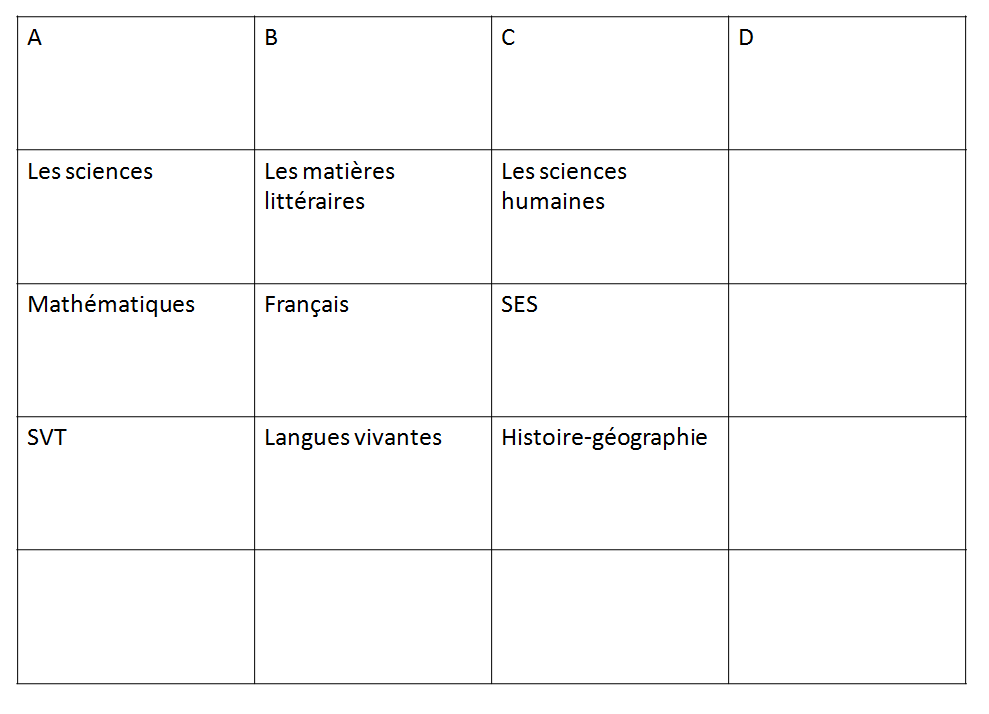 A
B
C
D
Les sciences
Les matières
littéraires
Les sciences
humaines
Mathématiques
Français
SES
SVT
Langues vivantes
Histoire-géographie